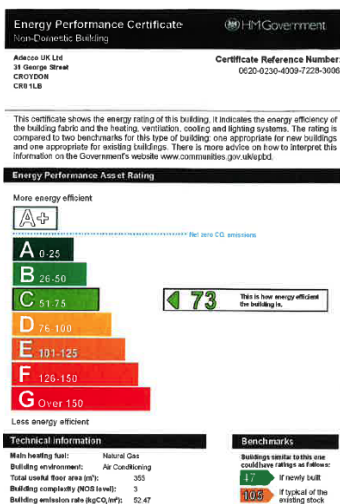 Energy Performance Certificate
Non-Domestic Building
HM Government
Adecco UK Ltd
31 George Street
CROYDON
CR0 1LB
Certificate Reference Number:
0620-0230-4009-7228-3006
This certificate shows the energy rating of this building. It indicates the energy efficiency of
the building fabric and the heating, ventilation, cooling and lighting systems. The rating is
compared to two benchmarks for this type of building: one appropriate for new buildings
and one appropriate for existing buildings. There is more advice on how to interpret this
information on the Government's website www.communities.gov.uk/epbd.
Energy Performance Asset Rating
More energy efficient
A+
Net zero CO₂ emissions
A 0-25
B 26-50
C 51-75
73
This is how energy efficient
the building is.
D 76-100
E 101-125
F 126-150
G Over 150
Less energy efficient
Technical information
Main heating fuel: Natural Gas
Building environment: Air Conditioning
Total useful floor area (m²): 355
Building complexity (NOS level): 3
Building emission rate (kgCO₂/m²): 52.47
Benchmarks
Buildings similar to this one
could have ratings as follows:
47 If newly built
105 If typical of the
existing stock